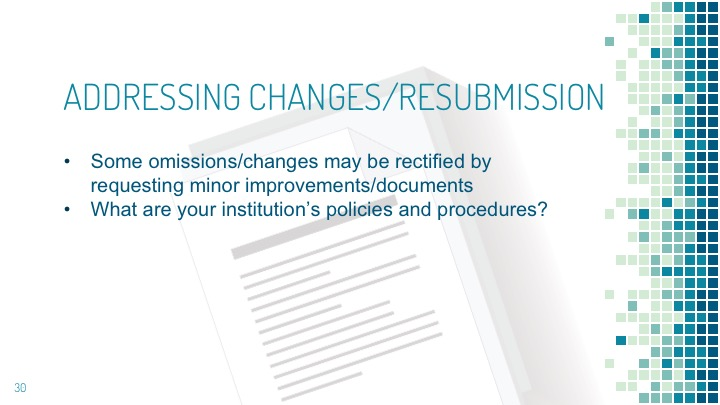 ADDRESSING CHANGES/RESUBMISSION
• Some omissions/changes may be rectified by
requesting minor improvements/documents
• What are your institution’s policies and procedures?
30